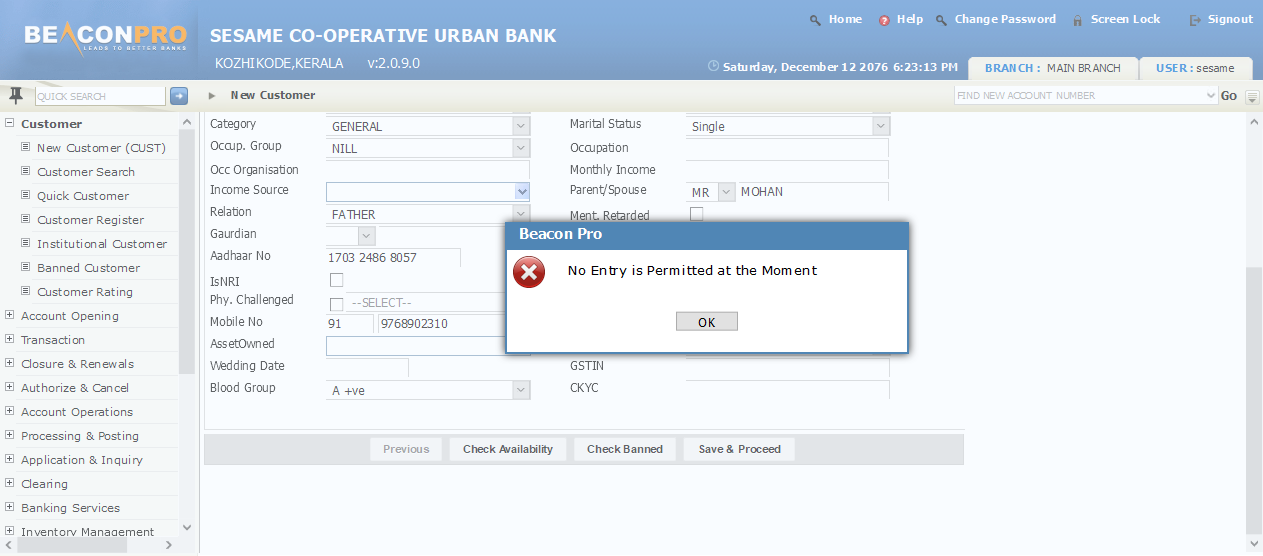 Home Help Change Password Screen Lock Signout
BEACONPRO
LEADS TO BETTER BANKS
SESAME CO-OPERATIVE URBAN BANK
KOZHIKODE,KERALA v:2.0.9.0
Saturday, December 12 2076 6:23:13 PM BRANCH : MAIN BRANCH USER : sesame
QUICK SEARCH New Customer FIND NEW ACCOUNT NUMBER Go
Customer
New Customer (CUST)
Customer Search
Quick Customer
Customer Register
Institutional Customer
Banned Customer
Customer Rating
Account Opening
Transaction
Closure & Renewals
Authorize & Cancel
Account Operations
Processing & Posting
Application & Inquiry
Clearing
Banking Services
Inventory Management
Category GENERAL Marital Status Single
Occup. Group NILL Occupation
Occ Organisation Monthly Income
Income Source Parent/Spouse MR MOHAN
Relation FATHER Ment. Retarded
Gaurdian
Aadhaar No 1703 2486 8057
IsNRI
Phy. Challenged --SELECT--
Mobile No 91 9768902310
AssetOwned
Wedding Date GSTIN
Blood Group A +ve CKYC
Beacon Pro
No Entry is Permitted at the Moment
OK
Previous Check Availability Check Banned Save & Proceed